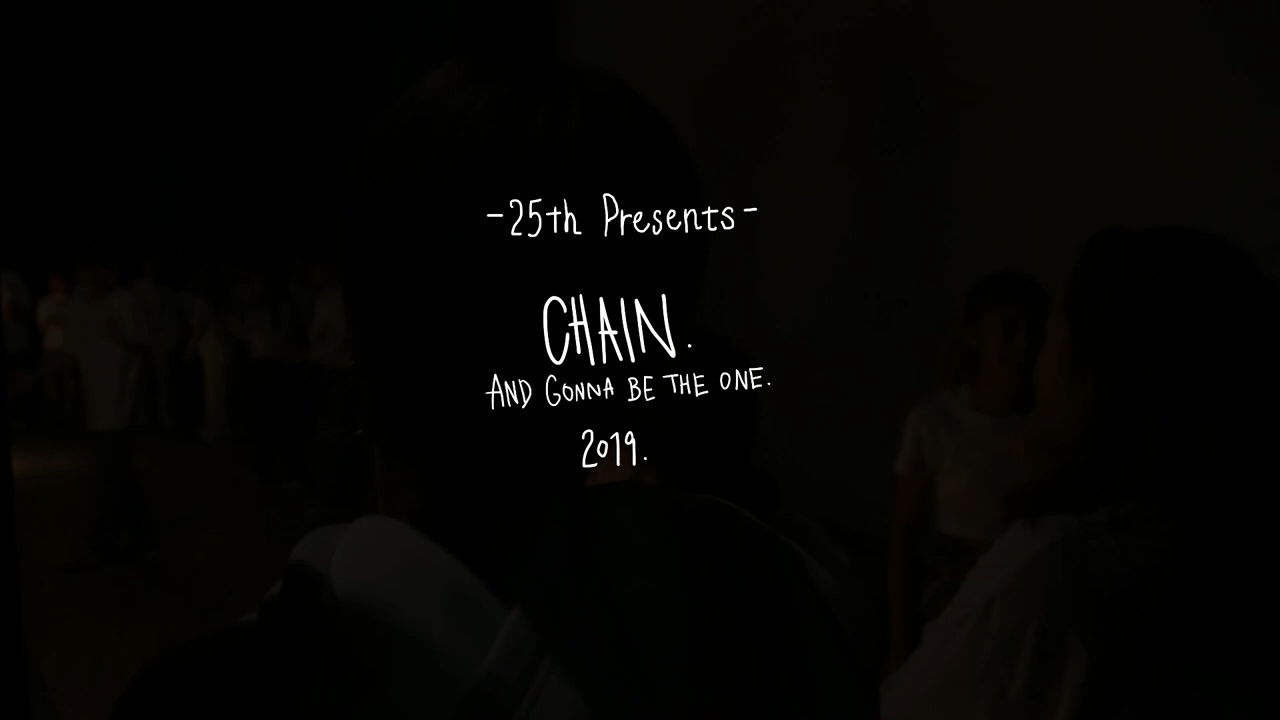 -25th Presents-
CHAIN.
AND GONNA BE THE ONE.
2019.